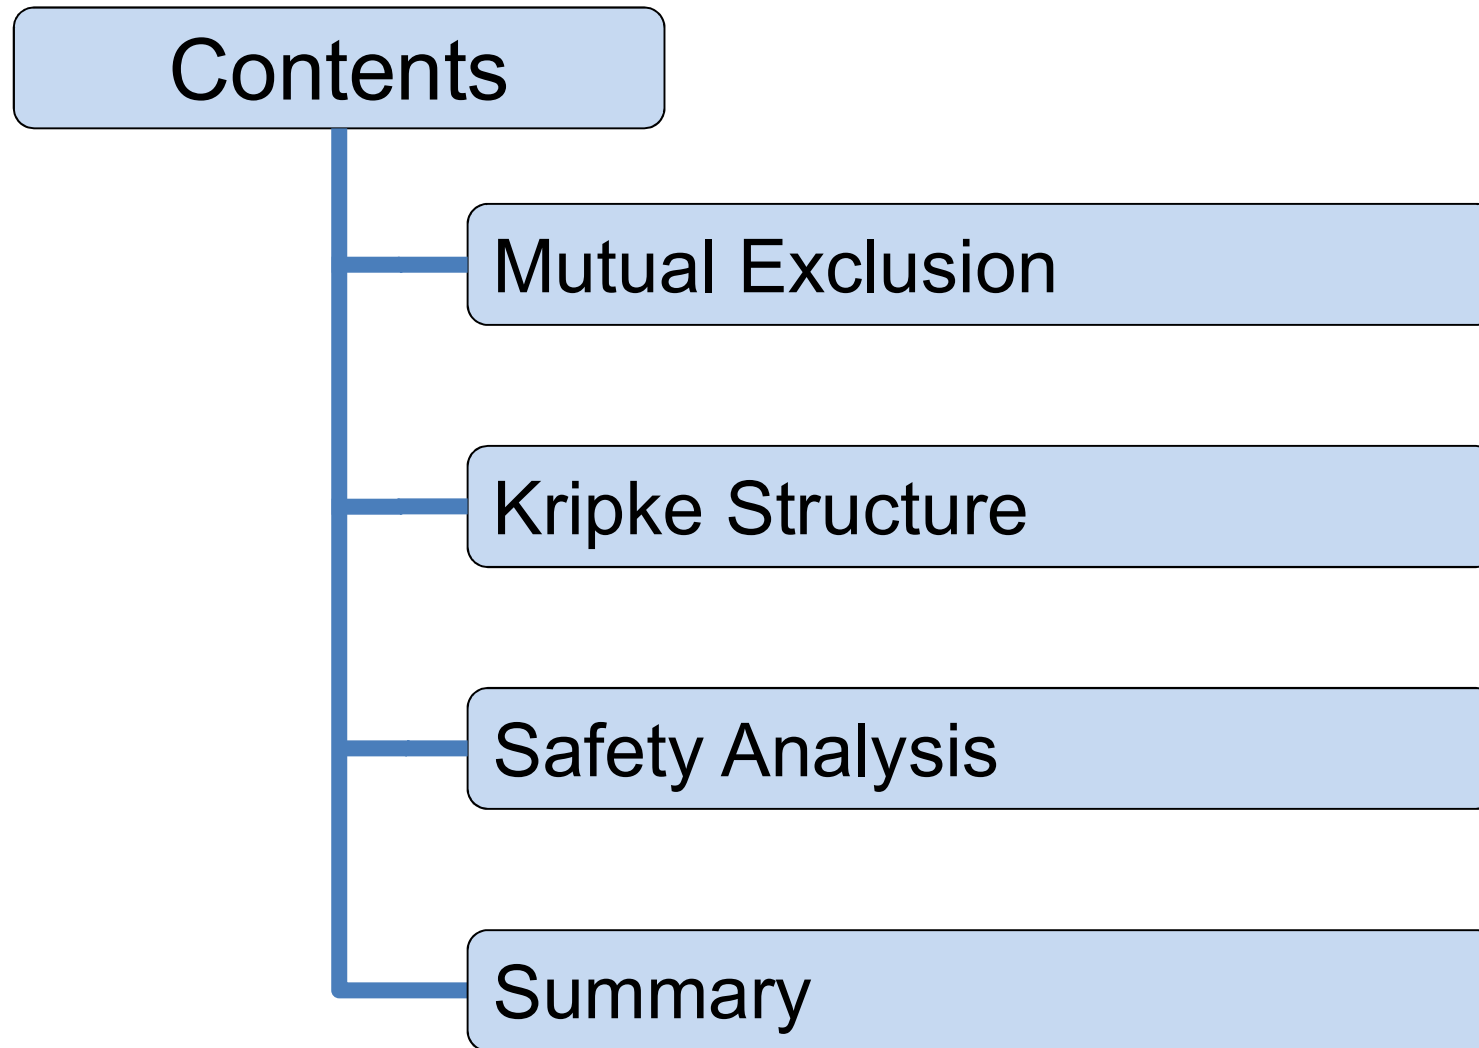 Contents
Mutual Exclusion
Kripke Structure
Safety Analysis
Summary